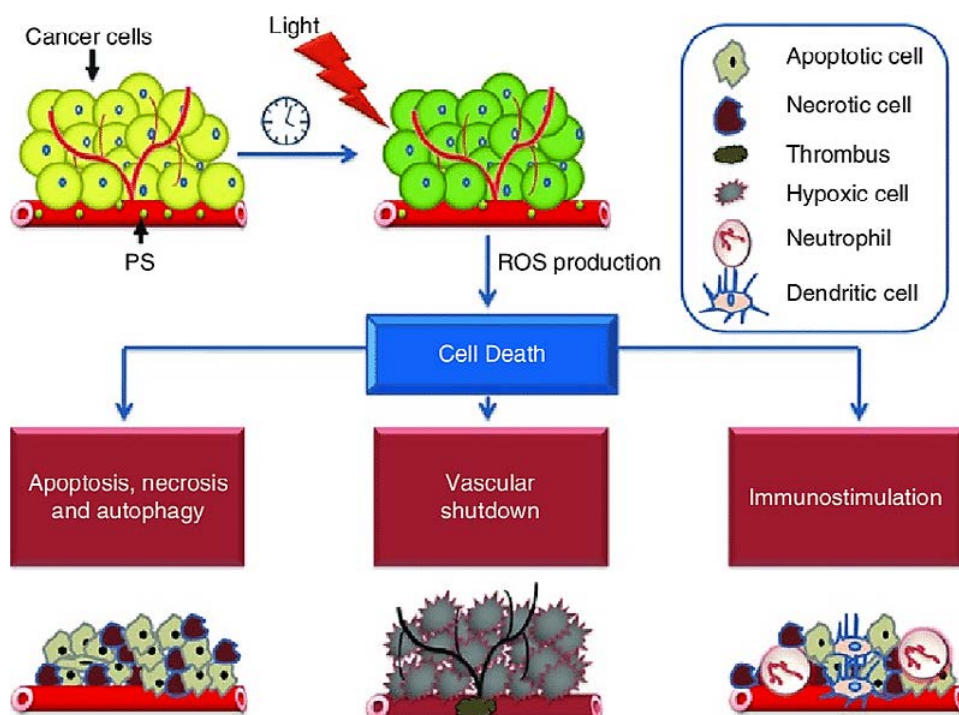 Cancer cells
Light
PS
ROS production
Apoptotic cell
Necrotic cell
Thrombus
Hypoxic cell
Neutrophil
Dendritic cell
Cell Death
Apoptosis, necrosis
and autophagy
Vascular
shutdown
Immunostimulation